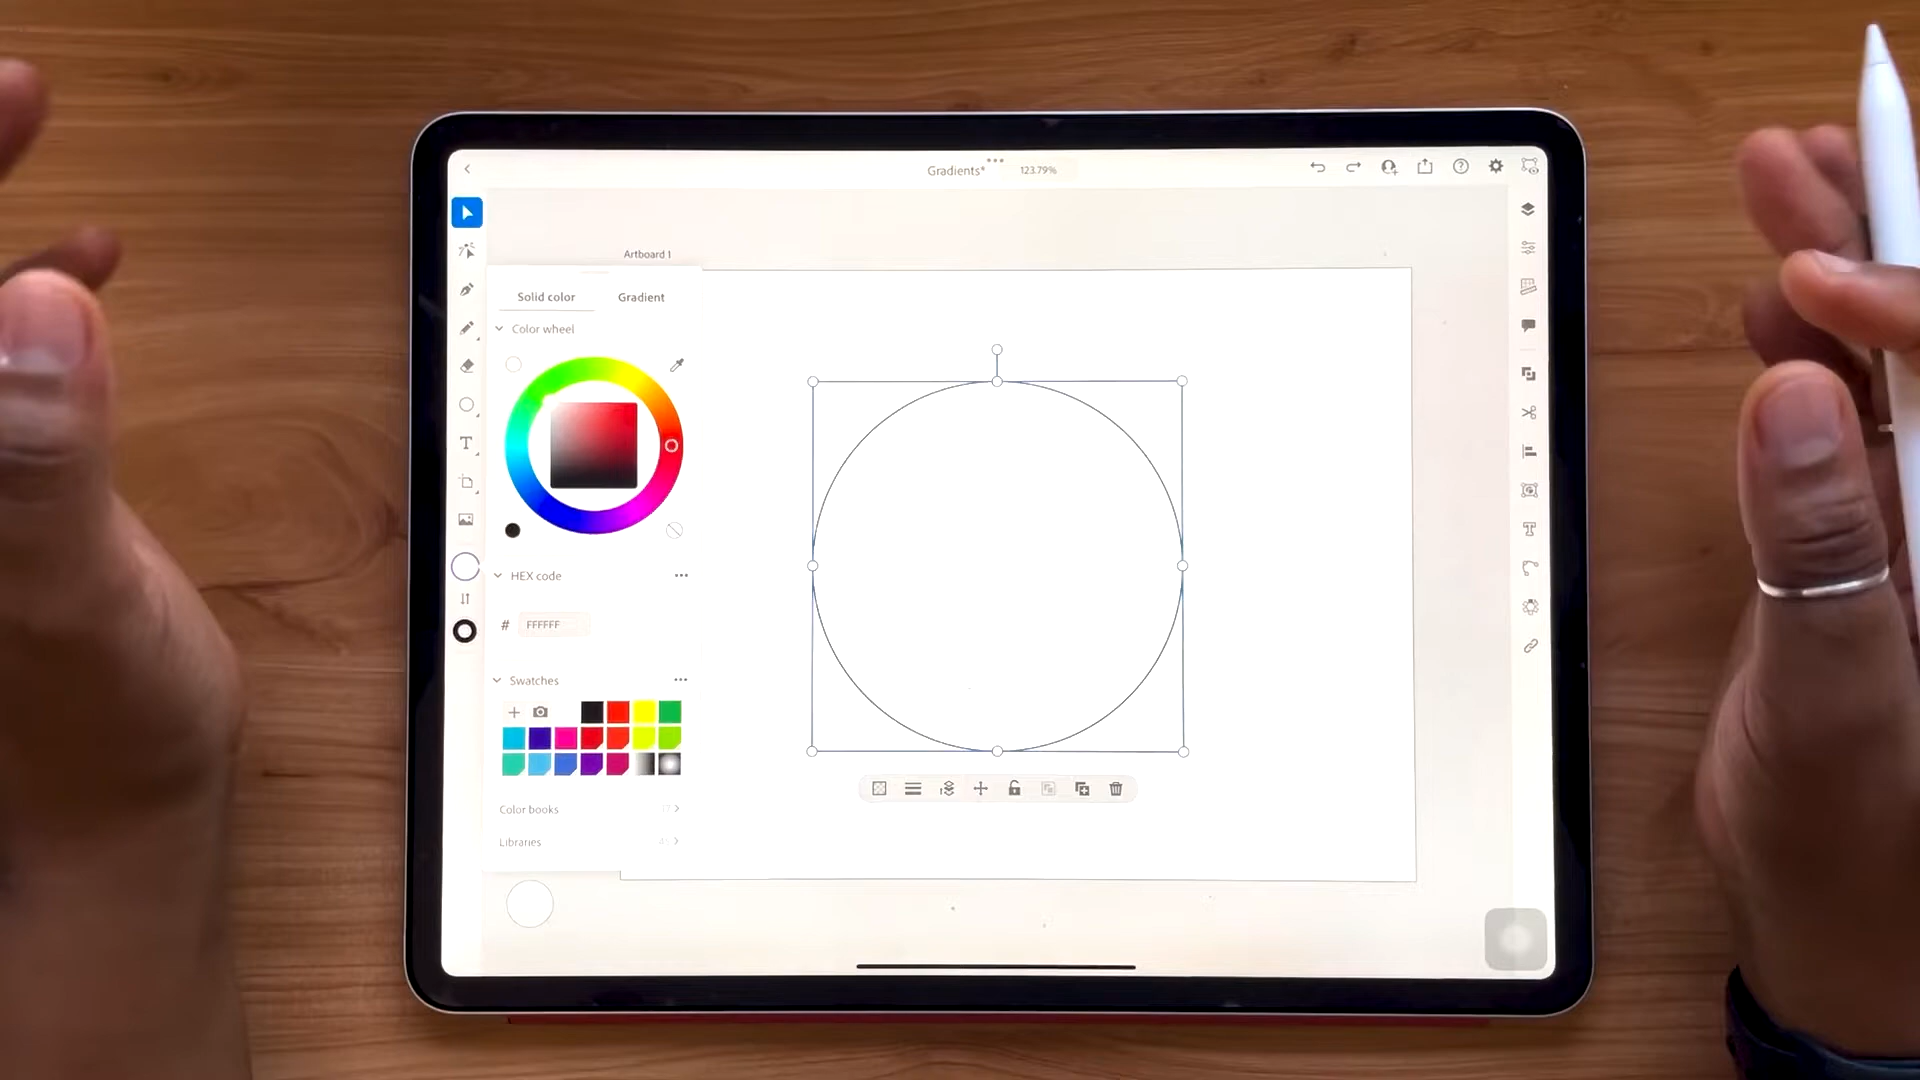 Gradients* 123.79%
Artboard 1
Solid color Gradient
Color wheel
HEX code
# FFFFFF
Swatches
Color books
Libraries